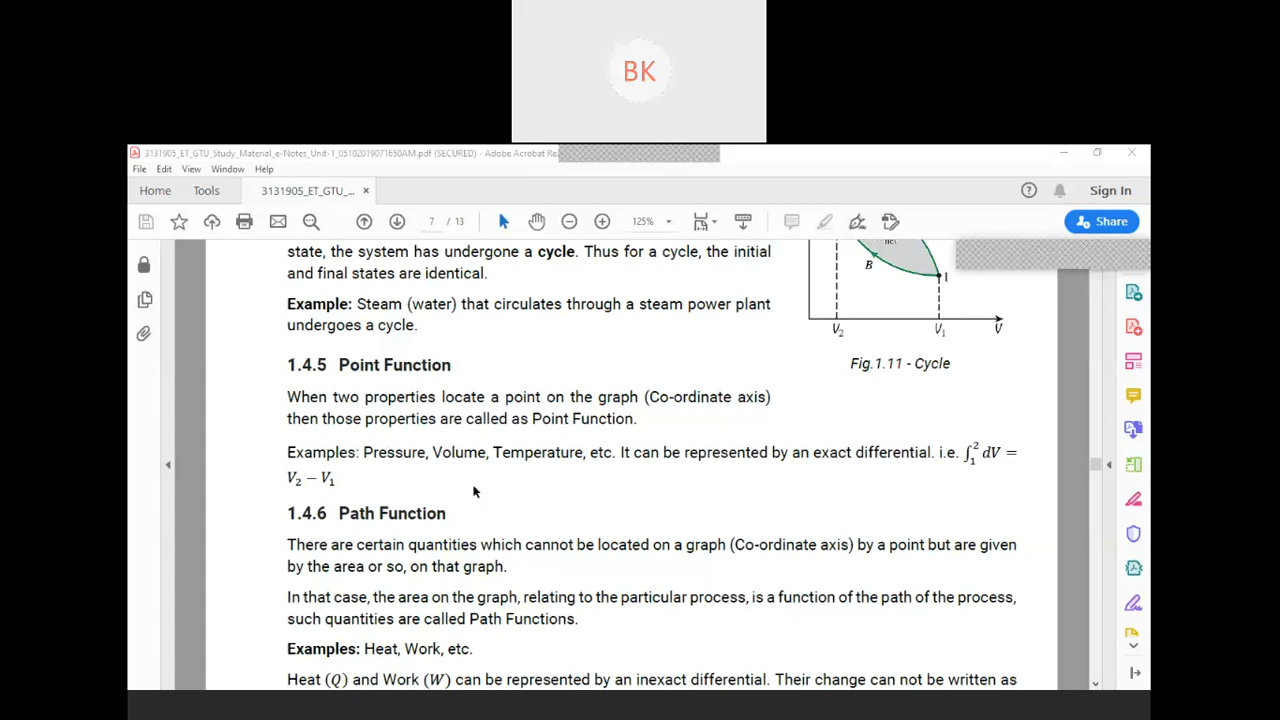 BK
3131905_ET_GTU_Study_Material_e-Notes_Unit-1_05102019071650AM.pdf (SECURED) - Adobe Acrobat Re
File Edit View Window Help
Home Tools 3131905_ET_GTU_... × Sign In
7 / 13 125% Share
state, the system has undergone a cycle. Thus for a cycle, the initial
and final states are identical.
Example: Steam (water) that circulates through a steam power plant
undergoes a cycle.
B
1
V₂ V₁ V
Fig.1.11 - Cycle
1.4.5 Point Function
When two properties locate a point on the graph (Co-ordinate axis)
then those properties are called as Point Function.
Examples: Pressure, Volume, Temperature, etc. It can be represented by an exact differential. i.e. ∫₁² dV =
V₂ − V₁
1.4.6 Path Function
There are certain quantities which cannot be located on a graph (Co-ordinate axis) by a point but are given
by the area or so, on that graph.
In that case, the area on the graph, relating to the particular process, is a function of the path of the process,
such quantities are called Path Functions.
Examples: Heat, Work, etc.
Heat (Q) and Work (W) can be represented by an inexact differential. Their change can not be written as